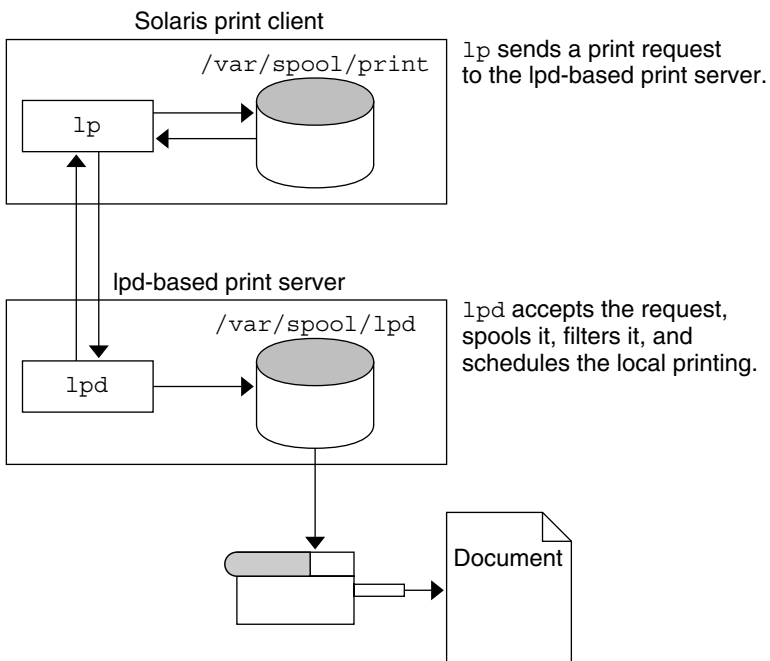 Solaris print client
/var/spool/print
lp
lp sends a print request
to the lpd-based print server.
lpd-based print server
/var/spool/lpd
lpd
lpd accepts the request,
spools it, filters it, and
schedules the local printing.
Document